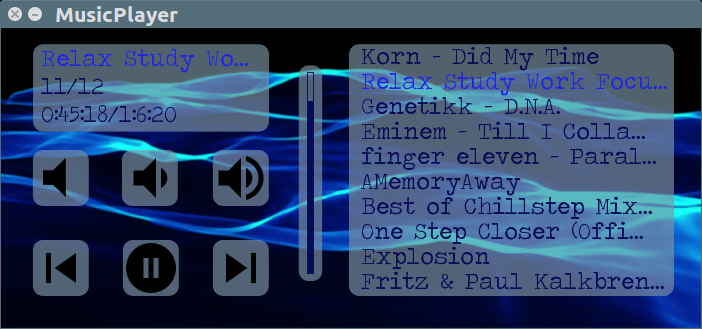 MusicPlayer
Relax Study Wo...
11/12
0:45:18/1:6:20
Korn - Did My Time
Relax Study Work Focu...
Genetikk - D.N.A.
Eminem - Till I Colla...
finger eleven - Paral...
AMemoryAway
Best of Chillstep Mix...
One Step Closer (Offi...
Explosion
Fritz & Paul Kalkbren...